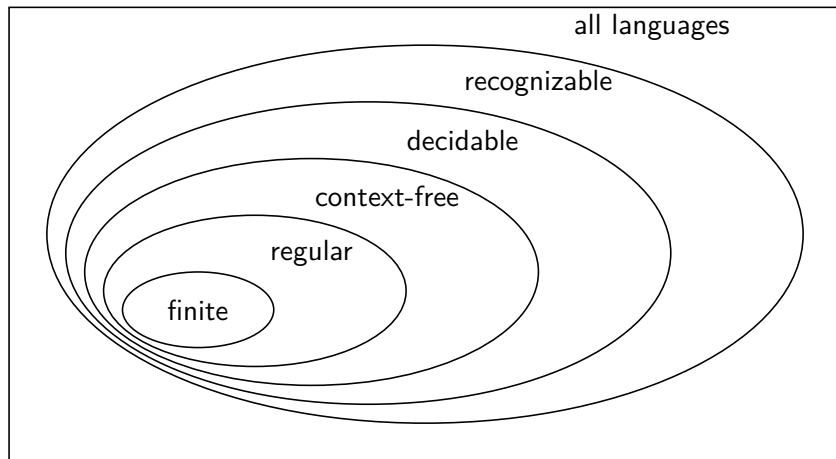 all languages
recognizable
decidable
context-free
regular
finite